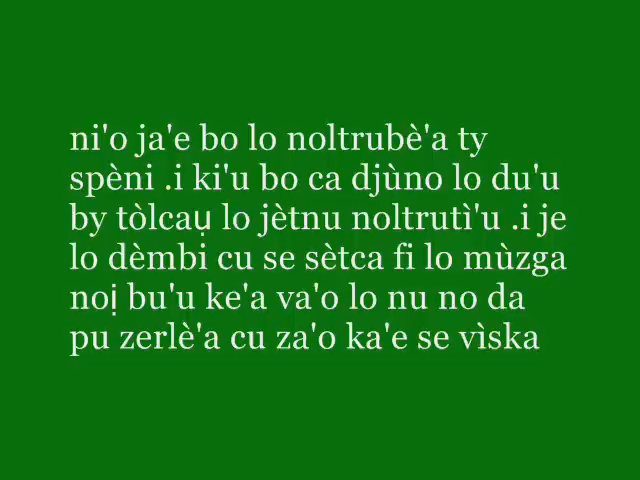 ni'o ja'e bo lo noltrubè'a ty
spèni .i ki'u bo ca djùno lo du'u
by tòlcaụ lo jètnu noltrutì'u .i je
lo dèmbi cu se sètca fi lo mùzga
noị bu'u ke'a va'o lo nu no da
pu zerlè'a cu za'o ka'e se vìska